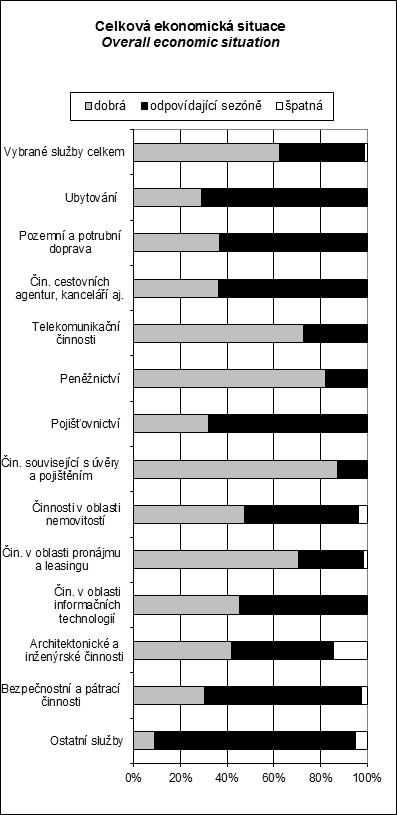 Celková ekonomická situace
Overall economic situation
dobrá odpovídající sezóně špatná
Vybrané služby celkem
Ubytování
Pozemní a potrubní
doprava
Čin. cestovních
agentur, kanceláří aj.
Telekomunikační
činnosti
Peněžnictví
Pojišťovnictví
Čin. související s úvěry
a pojištěním
Činnosti v oblasti
nemovitostí
Čin. v oblasti pronájmu
a leasingu
Čin. v oblasti
informačních
technologií
Architektonické a
inženýrské činnosti
Bezpečnostní a pátrací
činnosti
Ostatní služby
0% 20% 40% 60% 80% 100%